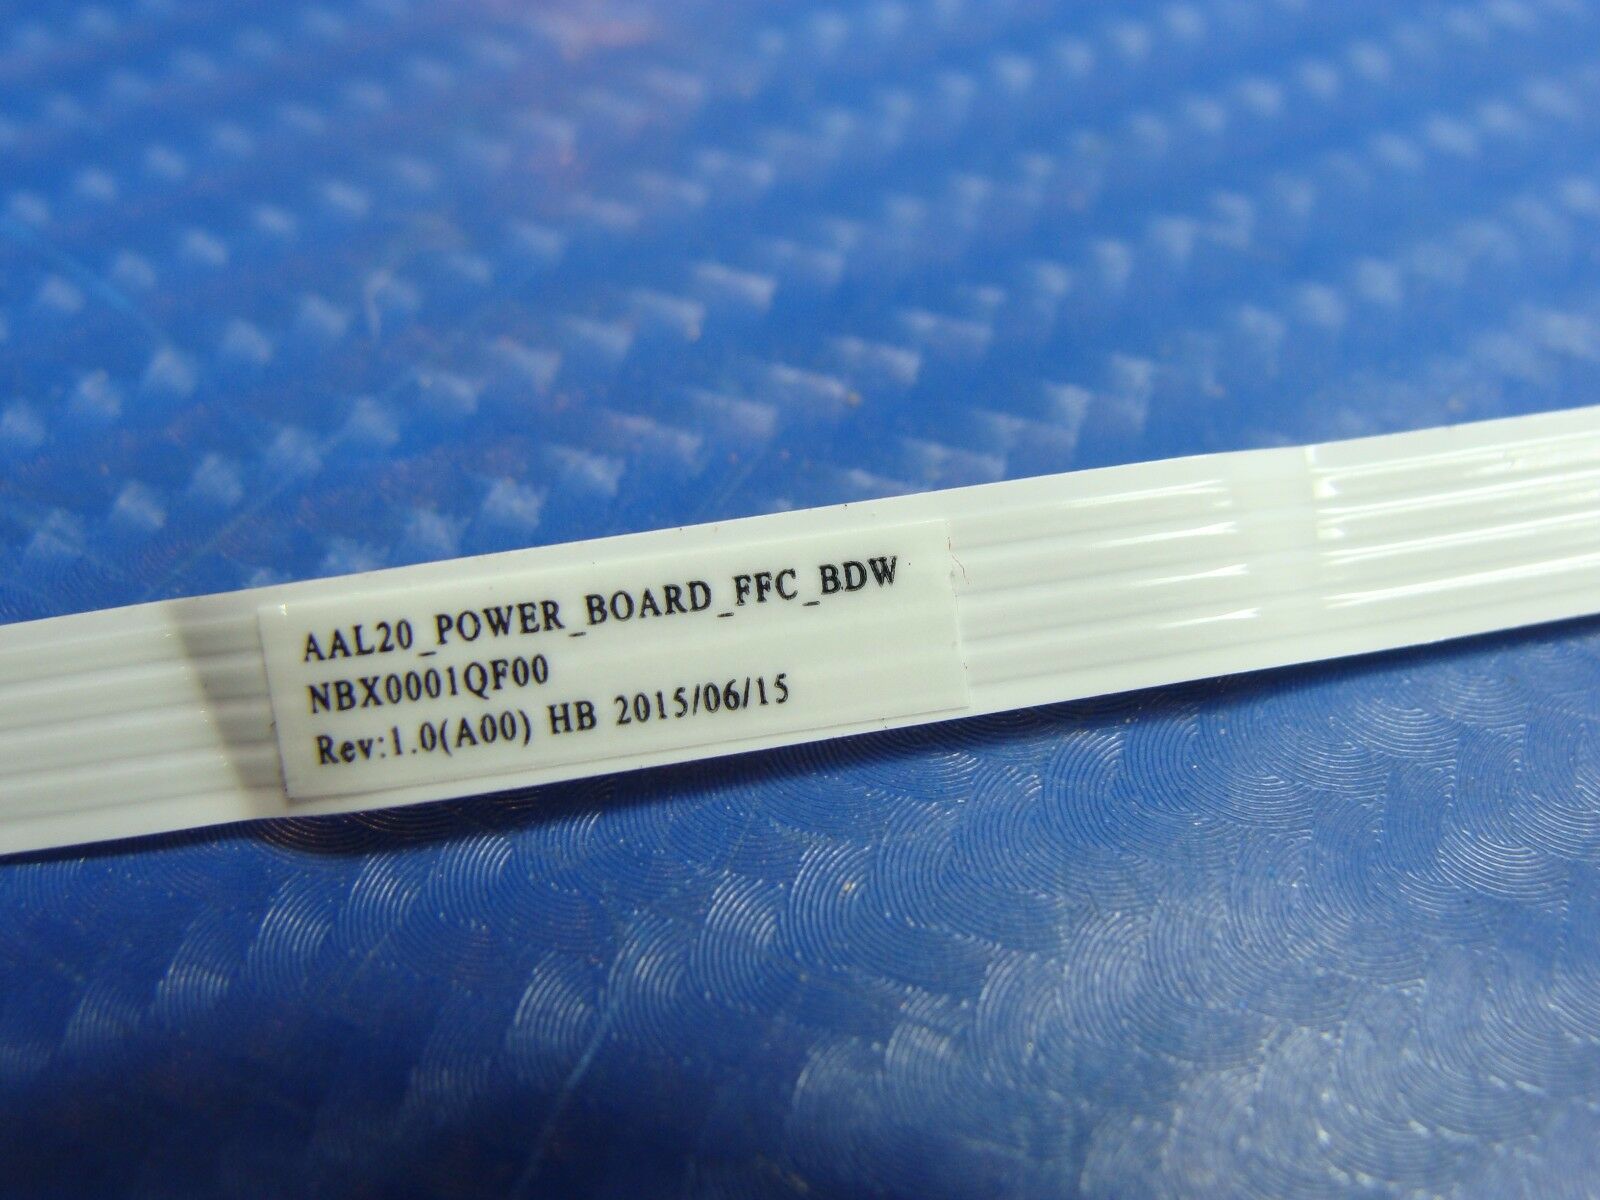 AAL20_POWER_BOARD_FFC_BDW
NBX0001QF00
Rev:1.0(A00) HB 2015/06/15